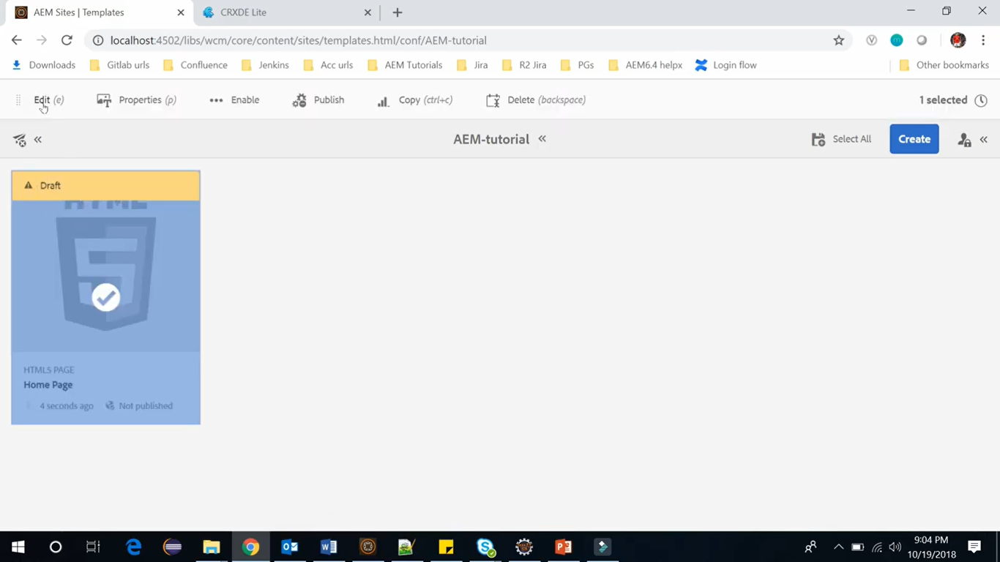 AEM Sites | Templates
CRXDE Lite
localhost:4502/libs/wcm/core/content/sites/templates.html/conf/AEM-tutorial
Downloads Gitlab urls Confluence Jenkins Acc urls AEM Tutorials Jira R2 Jira PGs AEM6.4 helpx Login flow Other bookmarks
Edit (e) Properties (p) Enable Publish Copy (ctrl+c) Delete (backspace) 1 selected
AEM-tutorial Select All Create
Draft
HTML
5
HTML5 PAGE
Home Page
4 seconds ago Not published
9:04 PM
10/19/2018